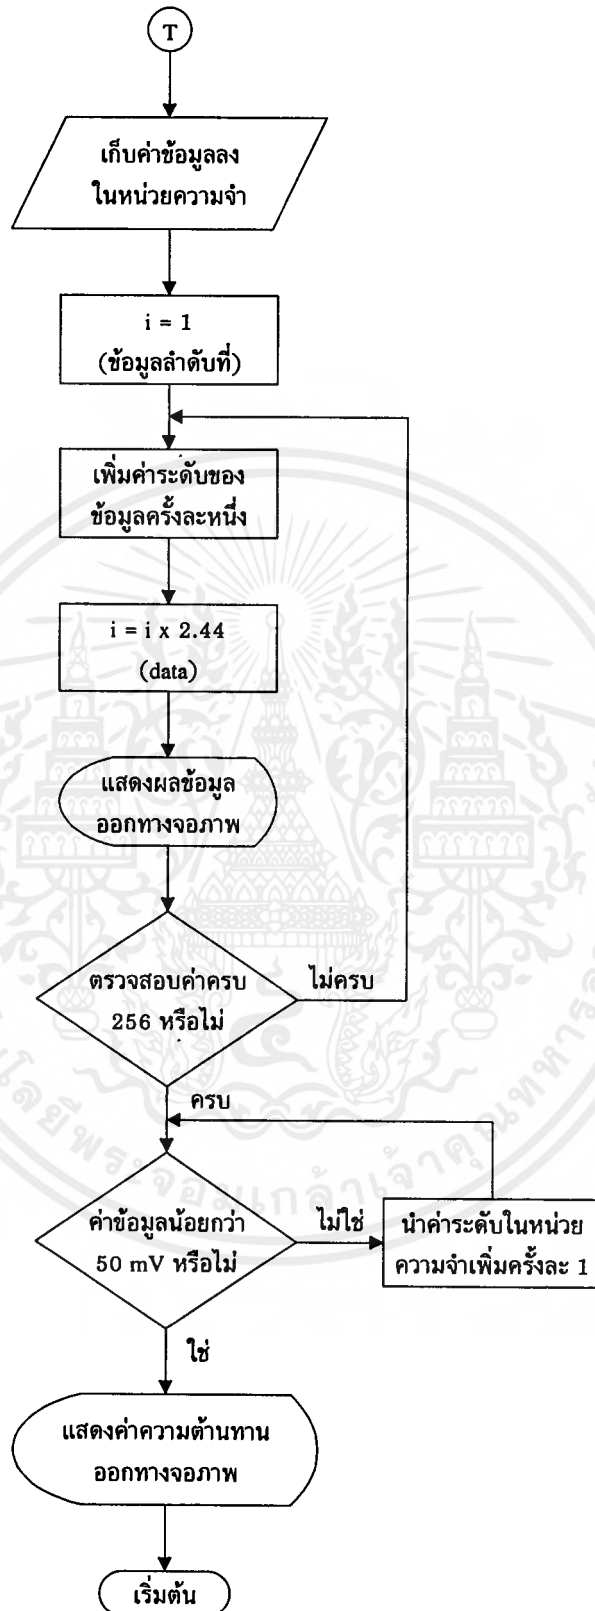 T
เก็บค่าข้อมูลลง
ในหน่วยความจำ
i = 1
(ข้อมูลลำดับที่)
เพิ่มค่าระดับของ
ข้อมูลครั้งละหนึ่ง
i = i x 2.44
(data)
แสดงผลข้อมูล
ออกทางจอภาพ
ตรวจสอบค่าครบ
256 หรือไม่
ไม่ครบ
ครบ
ค่าข้อมูลน้อยกว่า
50 mV หรือไม่
ไม่ใช่
นำค่าระดับในหน่วย
ความจำเพิ่มครั้งละ 1
ใช่
แสดงค่าความต้านทาน
ออกทางจอภาพ
เริ่มต้น